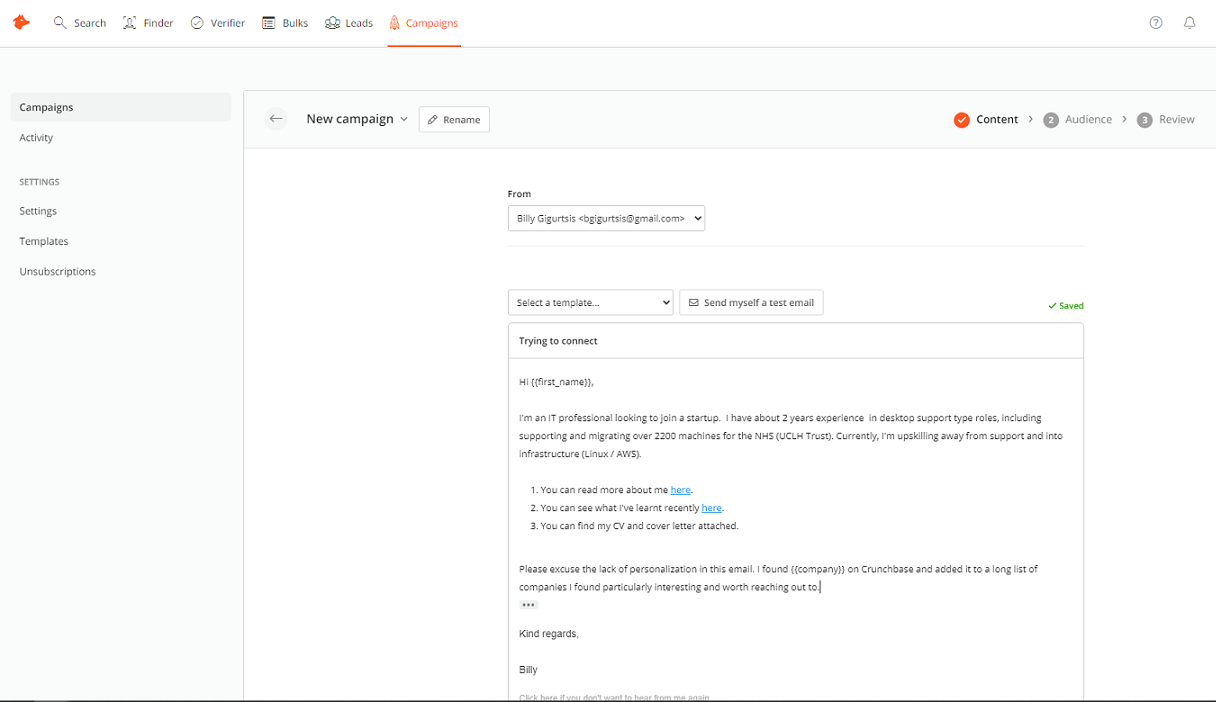 Search
Finder
Verifier
Bulks
Leads
Campaigns
?
Campaigns
Activity
SETTINGS
Settings
Templates
Unsubscriptions
New campaign
Rename
Content
2 Audience
3 Review
From
Billy Gigurtsis <bgigurtsis@gmail.com>
Select a template...
Send myself a test email
Saved
Trying to connect
Hi {{first_name}},
I'm an IT professional looking to join a startup. I have about 2 years experience in desktop support type roles, including
supporting and migrating over 2200 machines for the NHS (UCLH Trust). Currently, I'm upskilling away from support and into
infrastructure (Linux / AWS).
1. You can read more about me here.
2. You can see what I've learnt recently here.
3. You can find my CV and cover letter attached.
Please excuse the lack of personalization in this email. I found {{company}} on Crunchbase and added it to a long list of
companies I found particularly interesting and worth reaching out to.
Kind regards,
Billy
Click here if you don't want to hear from me again